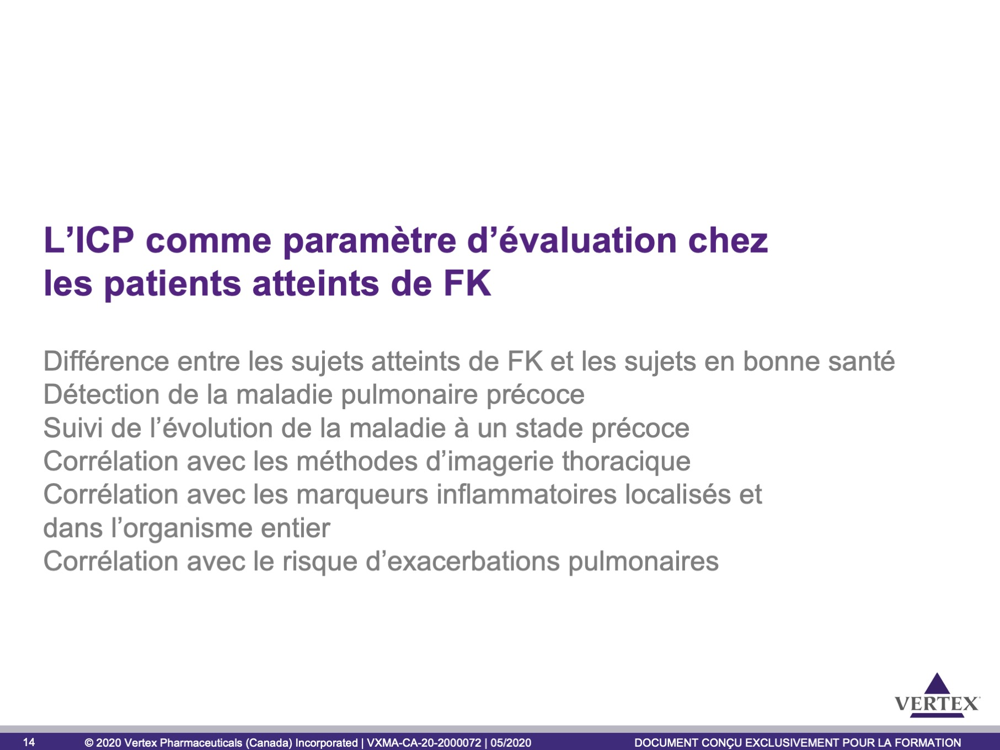 L’ICP comme paramètre d’évaluation chez
les patients atteints de FK
Différence entre les sujets atteints de FK et les sujets en bonne santé
Détection de la maladie pulmonaire précoce
Suivi de l’évolution de la maladie à un stade précoce
Corrélation avec les méthodes d’imagerie thoracique
Corrélation avec les marqueurs inflammatoires localisés et
dans l’organisme entier
Corrélation avec le risque d’exacerbations pulmonaires
VERTEX
14 © 2020 Vertex Pharmaceuticals (Canada) Incorporated | VXMA-CA-20-2000072 | 05/2020 DOCUMENT CONÇU EXCLUSIVEMENT POUR LA FORMATION